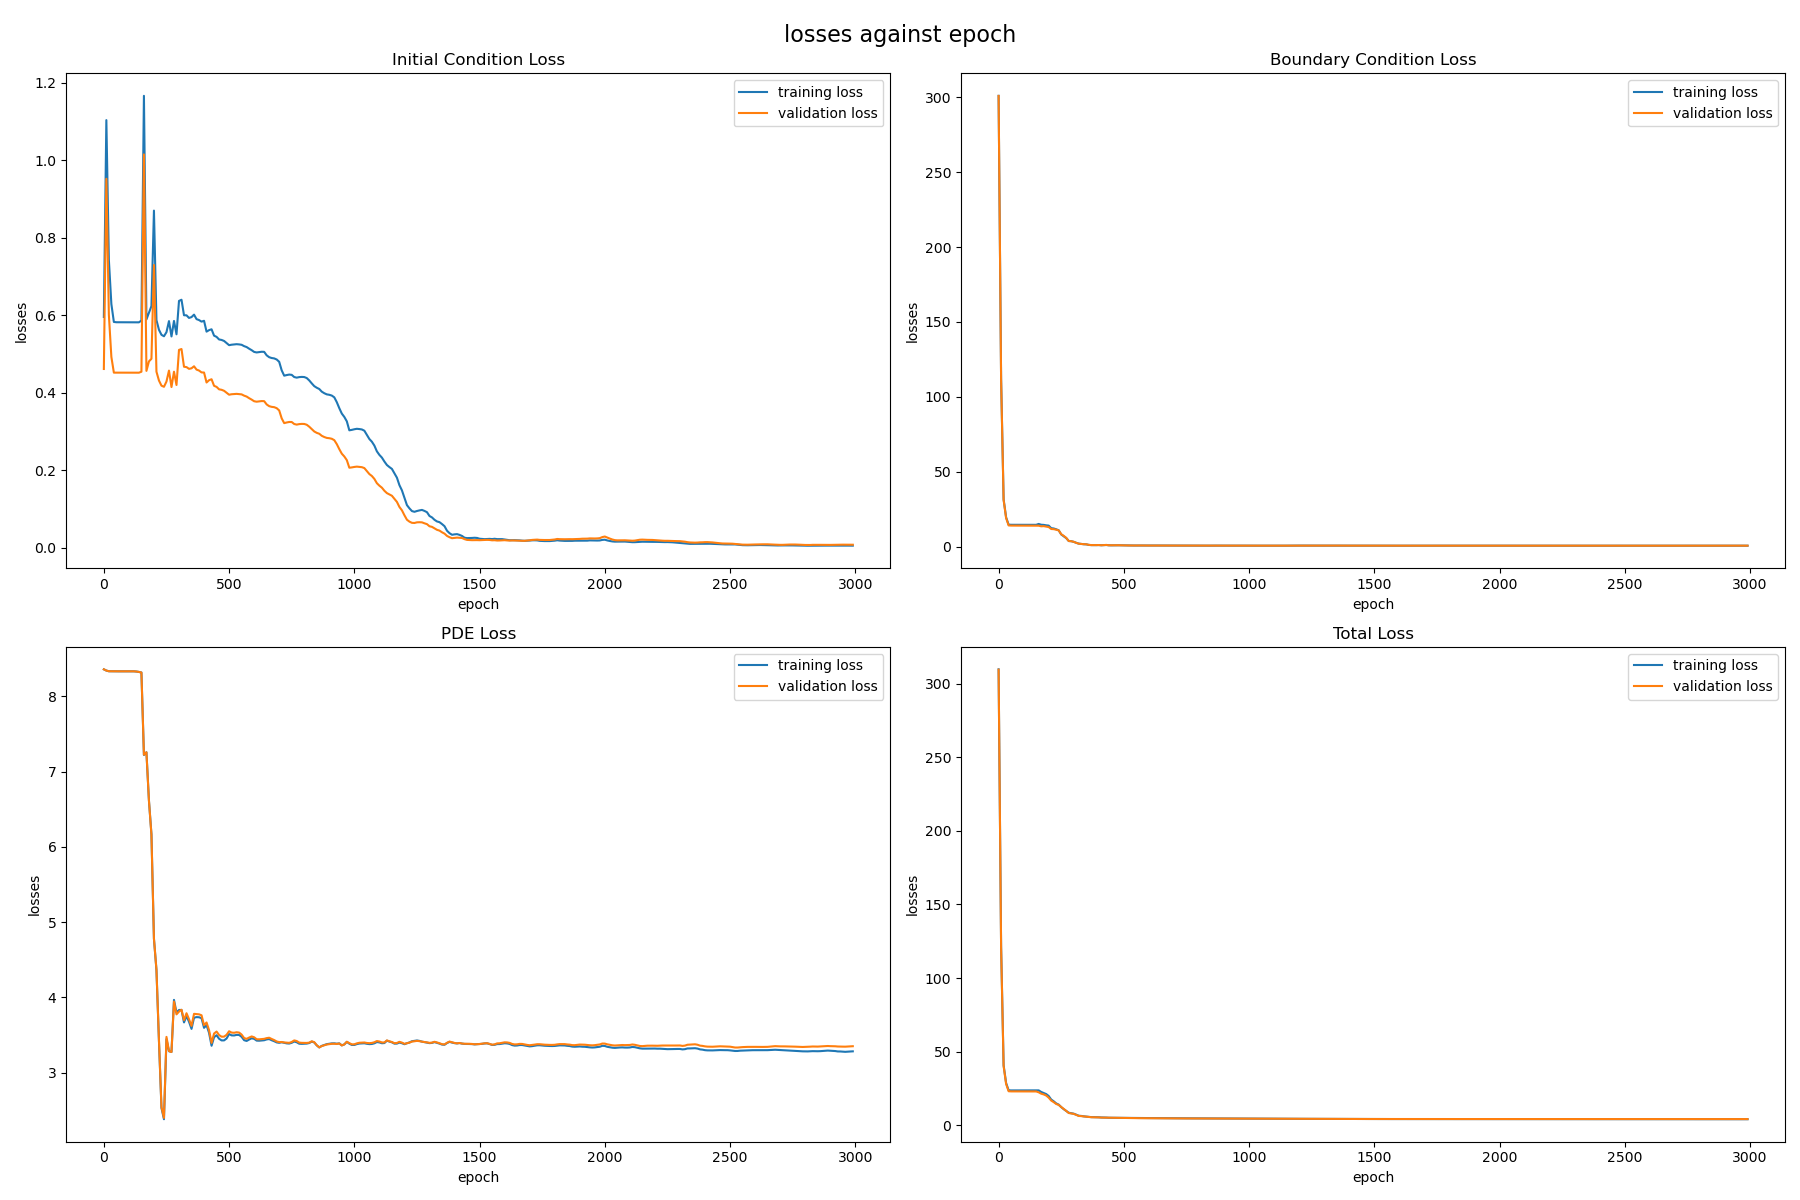 losses against epoch
Initial Condition Loss
1.2
1.0
0.8
0.6
0.4
0.2
0.0
losses
training loss
validation loss
0 500 1000 1500 2000 2500 3000
epoch
Boundary Condition Loss
300
250
200
150
100
50
0
losses
training loss
validation loss
0 500 1000 1500 2000 2500 3000
epoch
PDE Loss
8
7
6
5
4
3
losses
training loss
validation loss
0 500 1000 1500 2000 2500 3000
epoch
Total Loss
300
250
200
150
100
50
0
losses
training loss
validation loss
0 500 1000 1500 2000 2500 3000
epoch